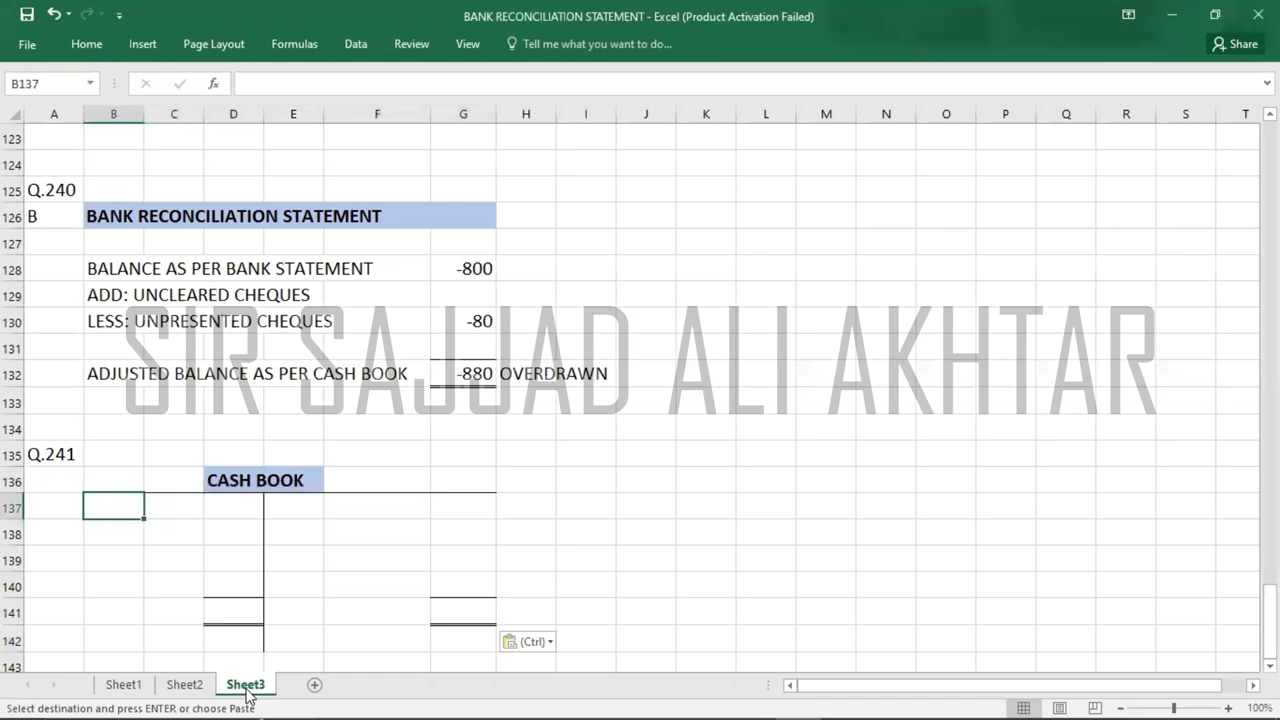 BANK RECONCILIATION STATEMENT - Excel (Product Activation Failed)
File Home Insert Page Layout Formulas Data Review View Tell me what you want to do... Share
B137 fx
A B C D E F G H I J K L M N O P Q R S T
123
124
125 Q.240
126 B BANK RECONCILIATION STATEMENT
127
128 BALANCE AS PER BANK STATEMENT -800
129 ADD: UNCLEARED CHEQUES
130 LESS: UNPRESENTED CHEQUES -80
SIR SAJJAD ALI AKHTAR
131
132 ADJUSTED BALANCE AS PER CASH BOOK -880 OVERDRAWN
133
134
135 Q.241
136 CASH BOOK
137
138
139
140
141
142 (Ctrl)
143
Sheet1 Sheet2 Sheet3
Select destination and press ENTER or choose Paste 100%